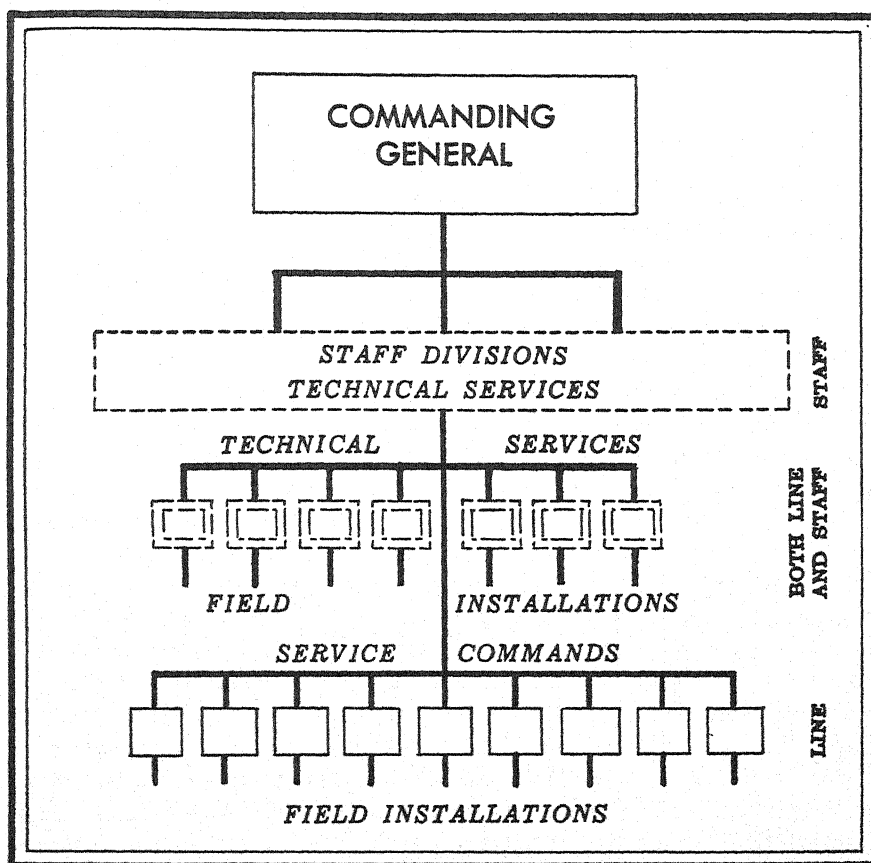 COMMANDING
GENERAL
STAFF DIVISIONS
TECHNICAL SERVICES
STAFF
TECHNICAL SERVICES
BOTH LINE
AND STAFF
FIELD INSTALLATIONS
SERVICE COMMANDS
LINE
FIELD INSTALLATIONS